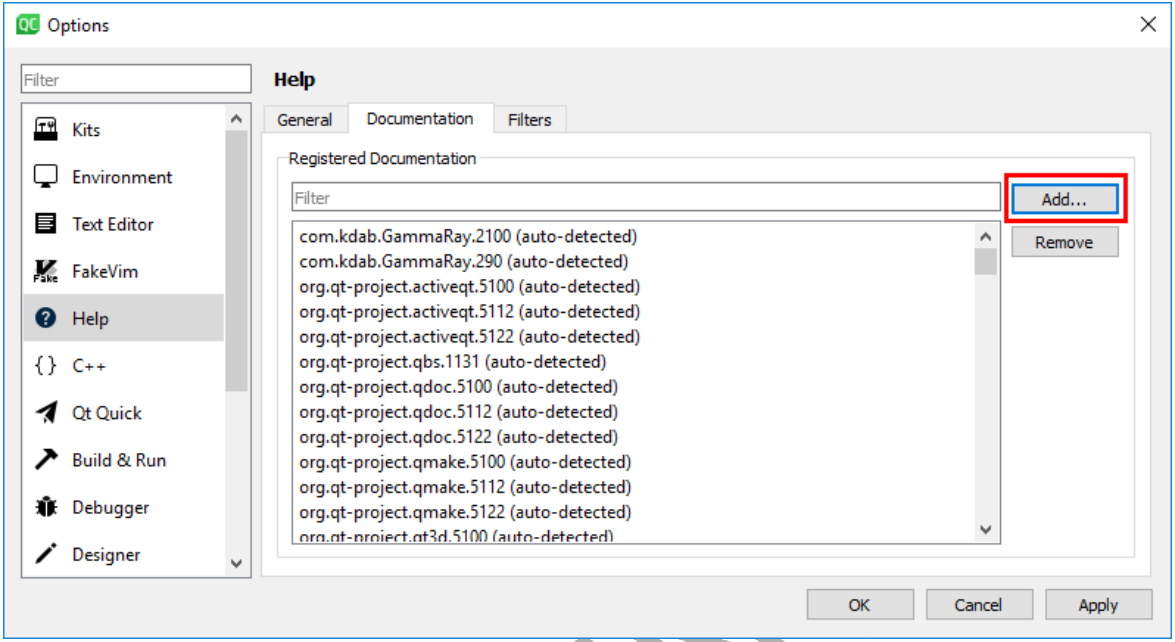 QC Options
Filter
Kits
Environment
Text Editor
Fake FakeVim
Help
{} C++
Qt Quick
Build & Run
Debugger
Designer
Help
General Documentation Filters
Registered Documentation
Filter
Add...
Remove
com.kdab.GammaRay.2100 (auto-detected)
com.kdab.GammaRay.290 (auto-detected)
org.qt-project.activeqt.5100 (auto-detected)
org.qt-project.activeqt.5112 (auto-detected)
org.qt-project.activeqt.5122 (auto-detected)
org.qt-project.qbs.1131 (auto-detected)
org.qt-project.qdoc.5100 (auto-detected)
org.qt-project.qdoc.5112 (auto-detected)
org.qt-project.qdoc.5122 (auto-detected)
org.qt-project.qmake.5100 (auto-detected)
org.qt-project.qmake.5112 (auto-detected)
org.qt-project.qmake.5122 (auto-detected)
org.qt-project.qt3d.5100 (auto-detected)
OK Cancel Apply